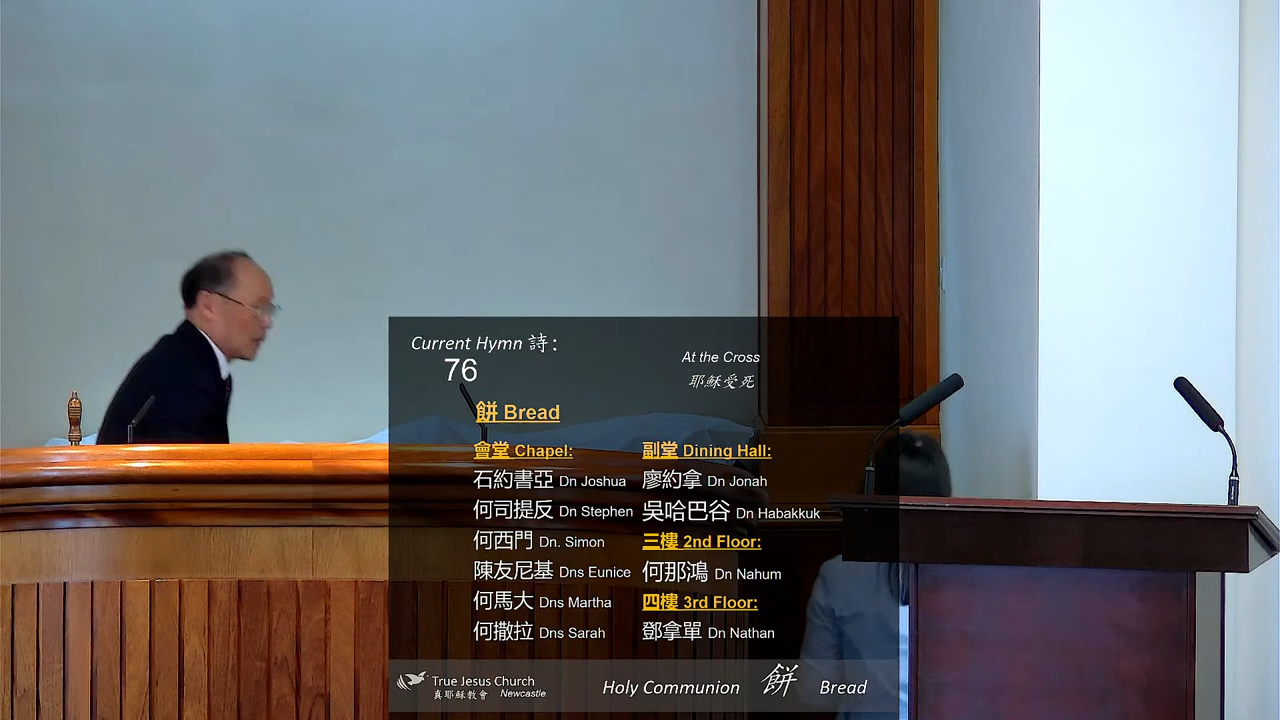 Current Hymn 詩:
76
At the Cross
耶穌受死
餅 Bread
會堂 Chapel:
石約書亞 Dn Joshua
何司提反 Dn Stephen
何西門 Dn. Simon
陳友尼基 Dns Eunice
何馬大 Dns Martha
何撒拉 Dns Sarah
副堂 Dining Hall:
廖約拿 Dn Jonah
吳哈巴谷 Dn Habakkuk
三樓 2nd Floor:
何那鴻 Dn Nahum
四樓 3rd Floor:
鄧拿單 Dn Nathan
True Jesus Church
真耶穌教會 Newcastle
Holy Communion 餅 Bread